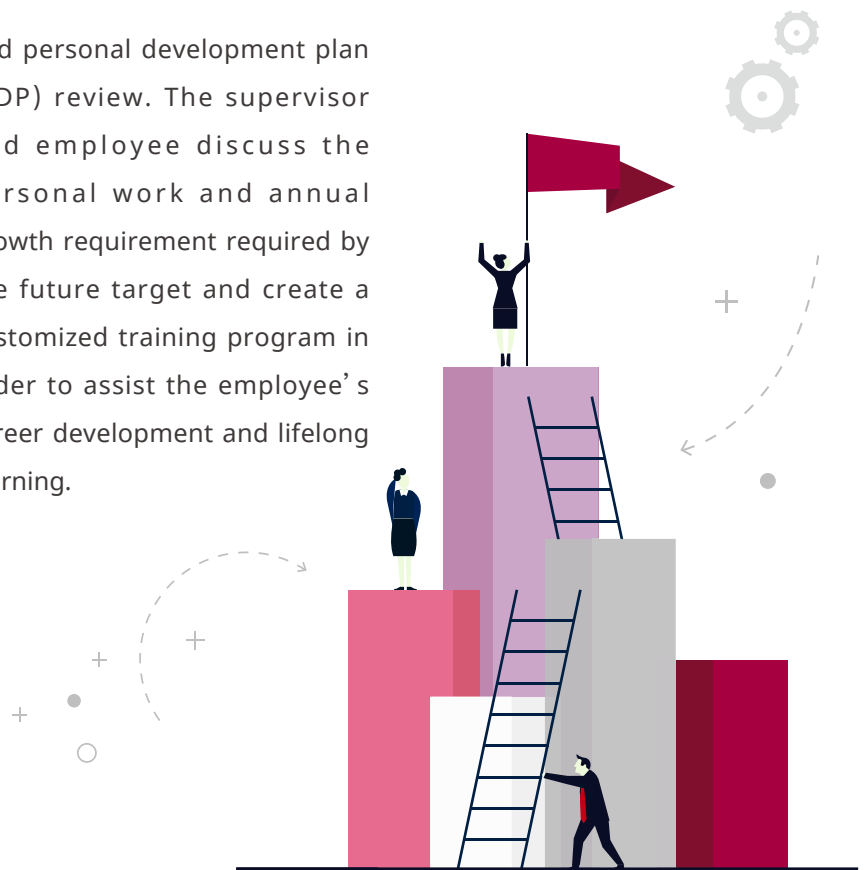 d personal development plan
DP) review. The supervisor
d employee discuss the
rsonal work and annual
owth requirement required by
e future target and create a
stomized training program in
der to assist the employee’s
reer development and lifelong
rning.